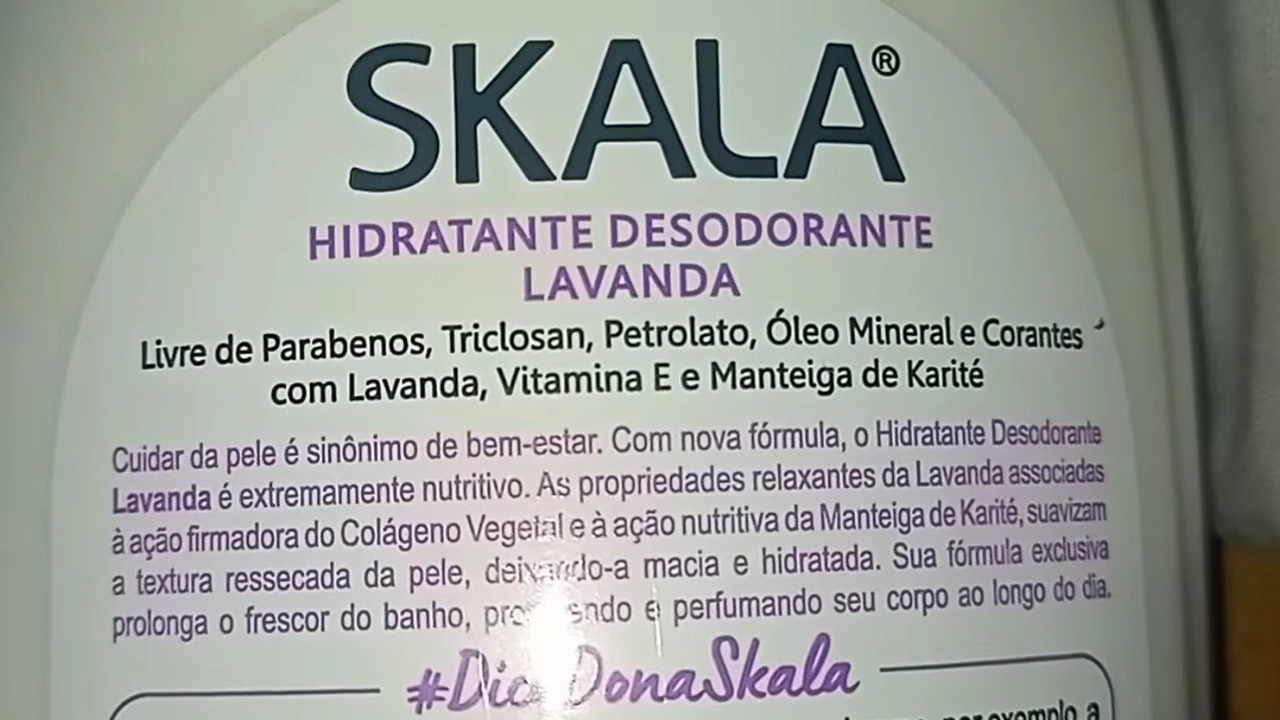 SKALA®
HIDRATANTE DESODORANTE
LAVANDA
Livre de Parabenos, Triclosan, Petrolato, Óleo Mineral e Corantes
com Lavanda, Vitamina E e Manteiga de Karité
Cuidar da pele é sinônimo de bem-estar. Com nova fórmula, o Hidratante Desodorante
Lavanda é extremamente nutritivo. As propriedades relaxantes da Lavanda associadas
à ação firmadora do Colágeno Vegetal e à ação nutritiva da Manteiga de Karité, suavizam
a textura ressecada da pele, deixando-a macia e hidratada. Sua fórmula exclusiva
prolonga o frescor do banho, e perfumando seu corpo ao longo do dia.
DonaSkala
exemplo a